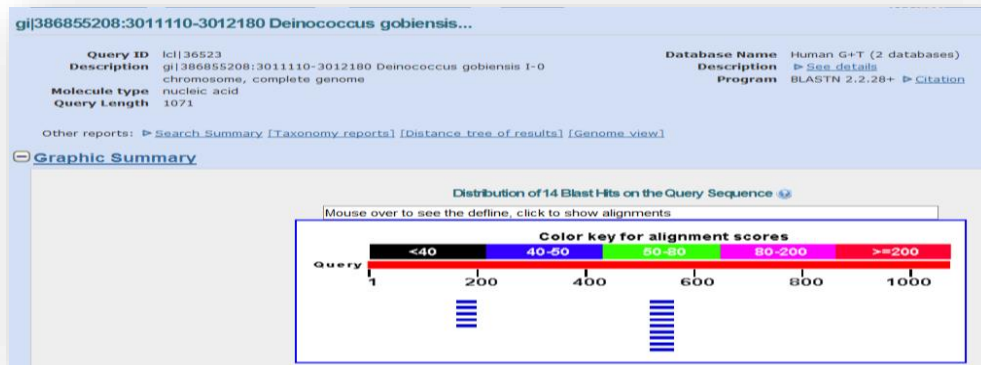 gi|386855208:3011110-3012180 Deinococcus gobiensis...
Query ID lcl|36523
Description gi|386855208:3011110-3012180 Deinococcus gobiensis I-0
chromosome, complete genome
Molecule type nucleic acid
Query Length 1071
Database Name Human G+T (2 databases)
Description See details
Program BLASTN 2.2.28+ Citation
Other reports: Search Summary [Taxonomy reports] [Distance tree of results] [Genome view]
Graphic Summary
Distribution of 14 Blast Hits on the Query Sequence
Mouse over to see the defline, click to show alignments
Color key for alignment scores
<40 40-50 50-80 80-200 >=200
Query
1 200 400 600 800 1000